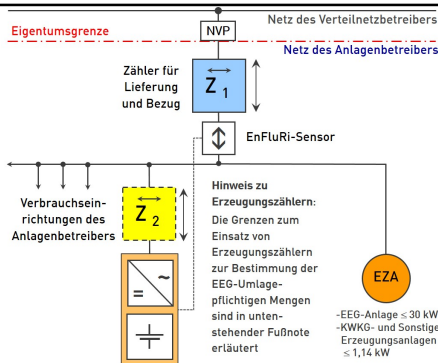 Netz des Verteilnetzbetreibers
Eigentumsgrenze
NVP
Netz des Anlagenbetreibers
Zähler für
Lieferung
und Bezug
Z 1
EnFluRi-Sensor
Verbrauchsein-
richtungen des
Anlagenbetreibers
Z 2
Hinweis zu
Erzeugungszählern:
Die Grenzen zum
Einsatz von
Erzeugungszählern
zur Bestimmung der
EEG-Umlage-
pflichtigen Mengen
sind in unten-
stehender Fußnote
erläutert
EZA
-EEG-Anlage ≤ 30 kW
-KWKG- und Sonstige
Erzeugungsanlagen
≤ 1,14 kW
~
=